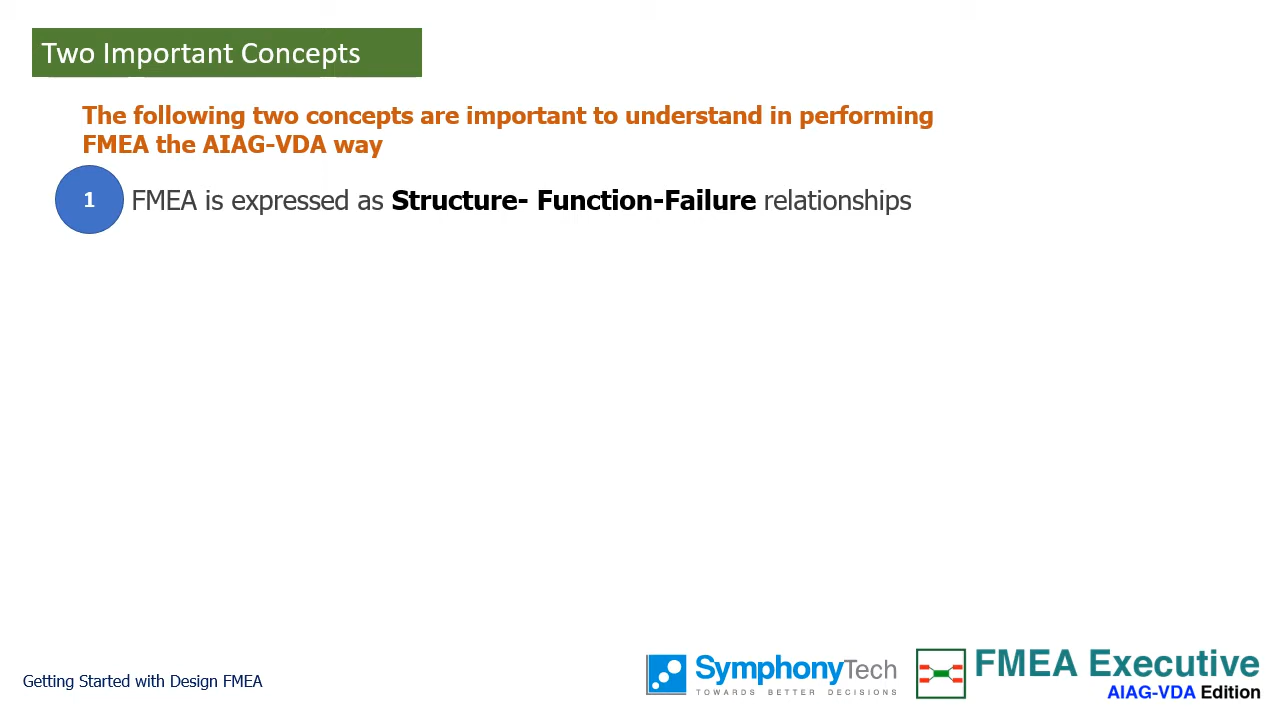 Two Important Concepts
The following two concepts are important to understand in performing
FMEA the AIAG-VDA way
1 FMEA is expressed as Structure- Function-Failure relationships
Getting Started with Design FMEA
SymphonyTech
TOWARDS BETTER DECISIONS
FMEA Executive
AIAG-VDA Edition